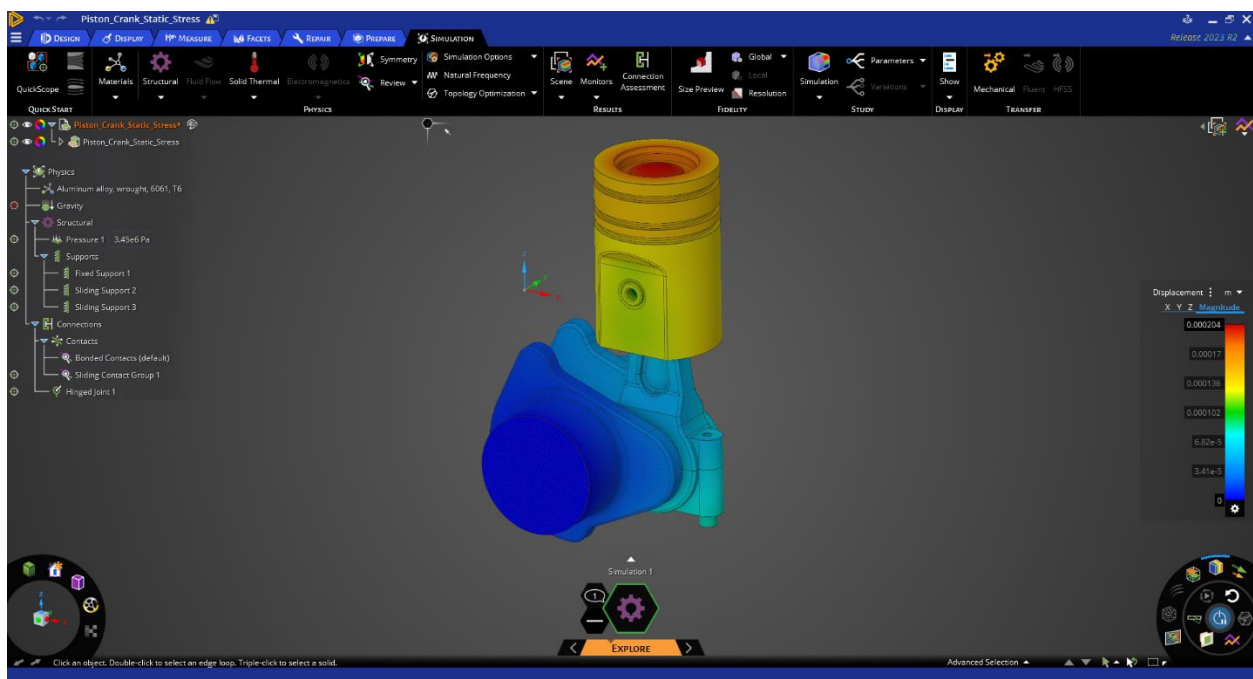 Piston_Crank_Static_Stress
Release 2023 R2
DESIGN
DISPLAY
MEASURE
FACETS
REPAIR
PREPARE
SIMULATION
QuickScope
QUICK START
Materials
Structural
Fluid Flow
Solid Thermal
Electromagnetics
Symmetry
Review
Simulation Options
Natural Frequency
Topology Optimization
PHYSICS
Scene
Monitors
Connection
Assessment
RESULTS
Size Preview
Global
Local
Resolution
FIDELITY
Simulation
Parameters
Variations
STUDY
Show
DISPLAY
Mechanical
Fluent
HFSS
TRANSFER
Piston_Crank_Static_Stress*
Piston_Crank_Static_Stress
Physics
Aluminum alloy, wrought, 6061, T6
Gravity
Structural
Pressure 1 3.45e6 Pa
Supports
Fixed Support 1
Sliding Support 2
Sliding Support 3
Connections
Contacts
Bonded Contacts (default)
Sliding Contact Group 1
Hinged Joint 1
Z
X
Displacement m
X Y Z Magnitude
0.000204
0.00017
0.000136
0.000102
6.82e-5
3.41e-5
0
Simulation 1
1
EXPLORE
Click an object. Double-click to select an edge loop. Triple-click to select a solid.
Advanced Selection